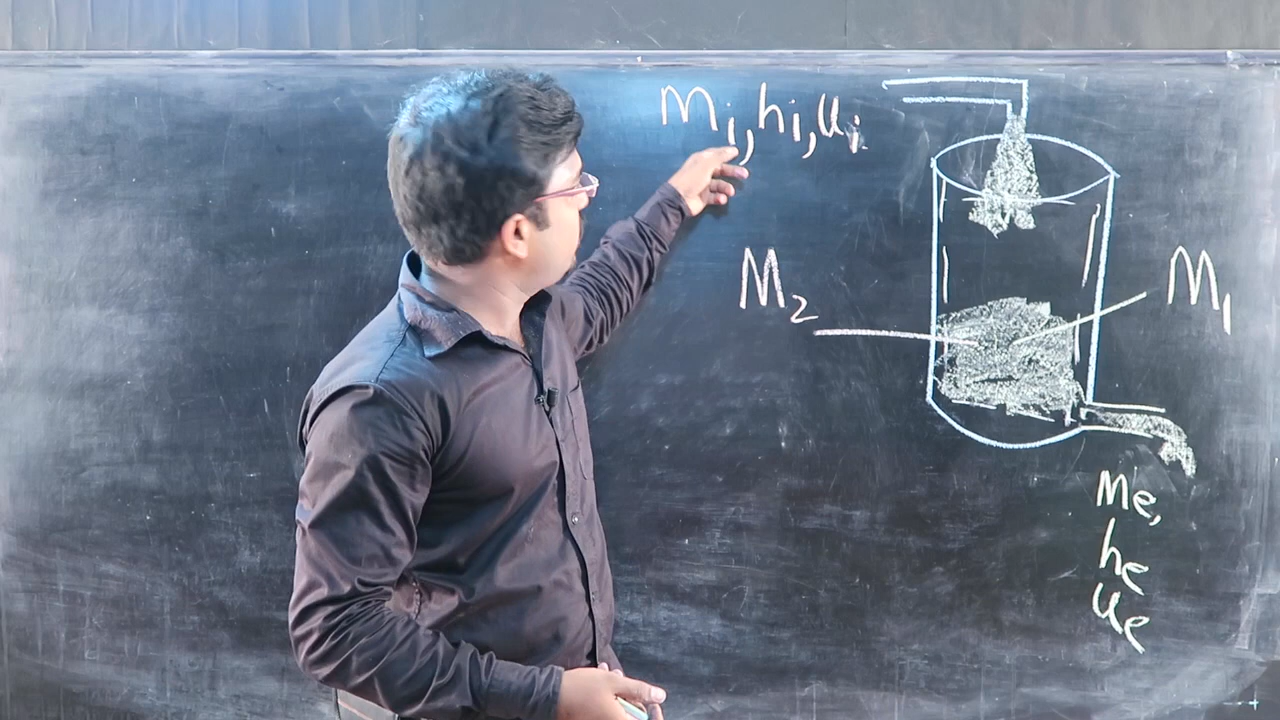 mi, hi, ui
M2
M1
me,
he
ue